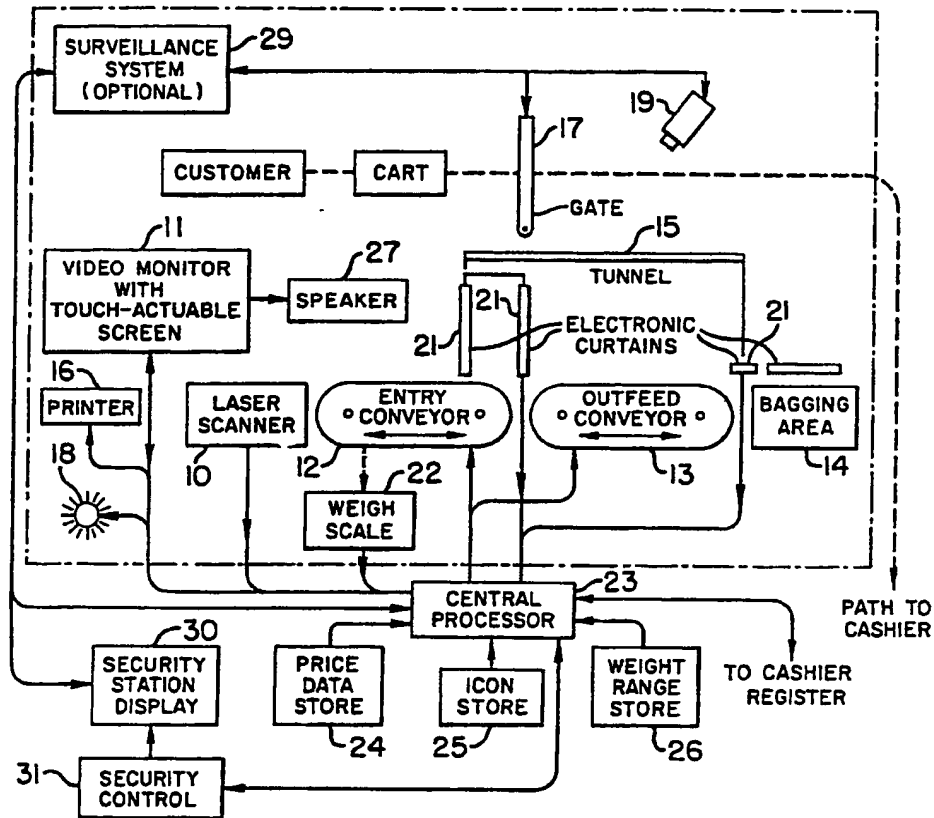 29
SURVEILLANCE
SYSTEM
(OPTIONAL)
19
17
CUSTOMER
CART
GATE
11
VIDEO MONITOR
WITH
TOUCH-ACTUABLE
SCREEN
27
SPEAKER
15
TUNNEL
21
21
ELECTRONIC
CURTAINS
21
16
PRINTER
LASER
SCANNER
10
ENTRY
CONVEYOR
12
OUTFEED
CONVEYOR
13
BAGGING
AREA
14
18
22
WEIGH
SCALE
23
CENTRAL
PROCESSOR
PATH TO
CASHIER
30
SECURITY
STATION
DISPLAY
PRICE
DATA
STORE
24
ICON
STORE
25
WEIGHT
RANGE
STORE
26
TO CASHIER
REGISTER
31
SECURITY
CONTROL